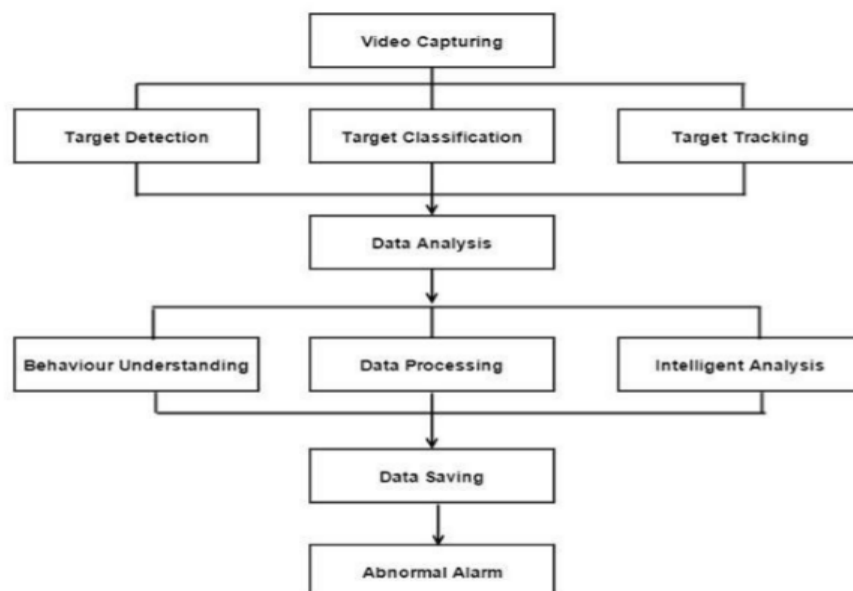 Video Capturing
Target Detection
Target Classification
Target Tracking
Data Analysis
Behaviour Understanding
Data Processing
Intelligent Analysis
Data Saving
Abnormal Alarm